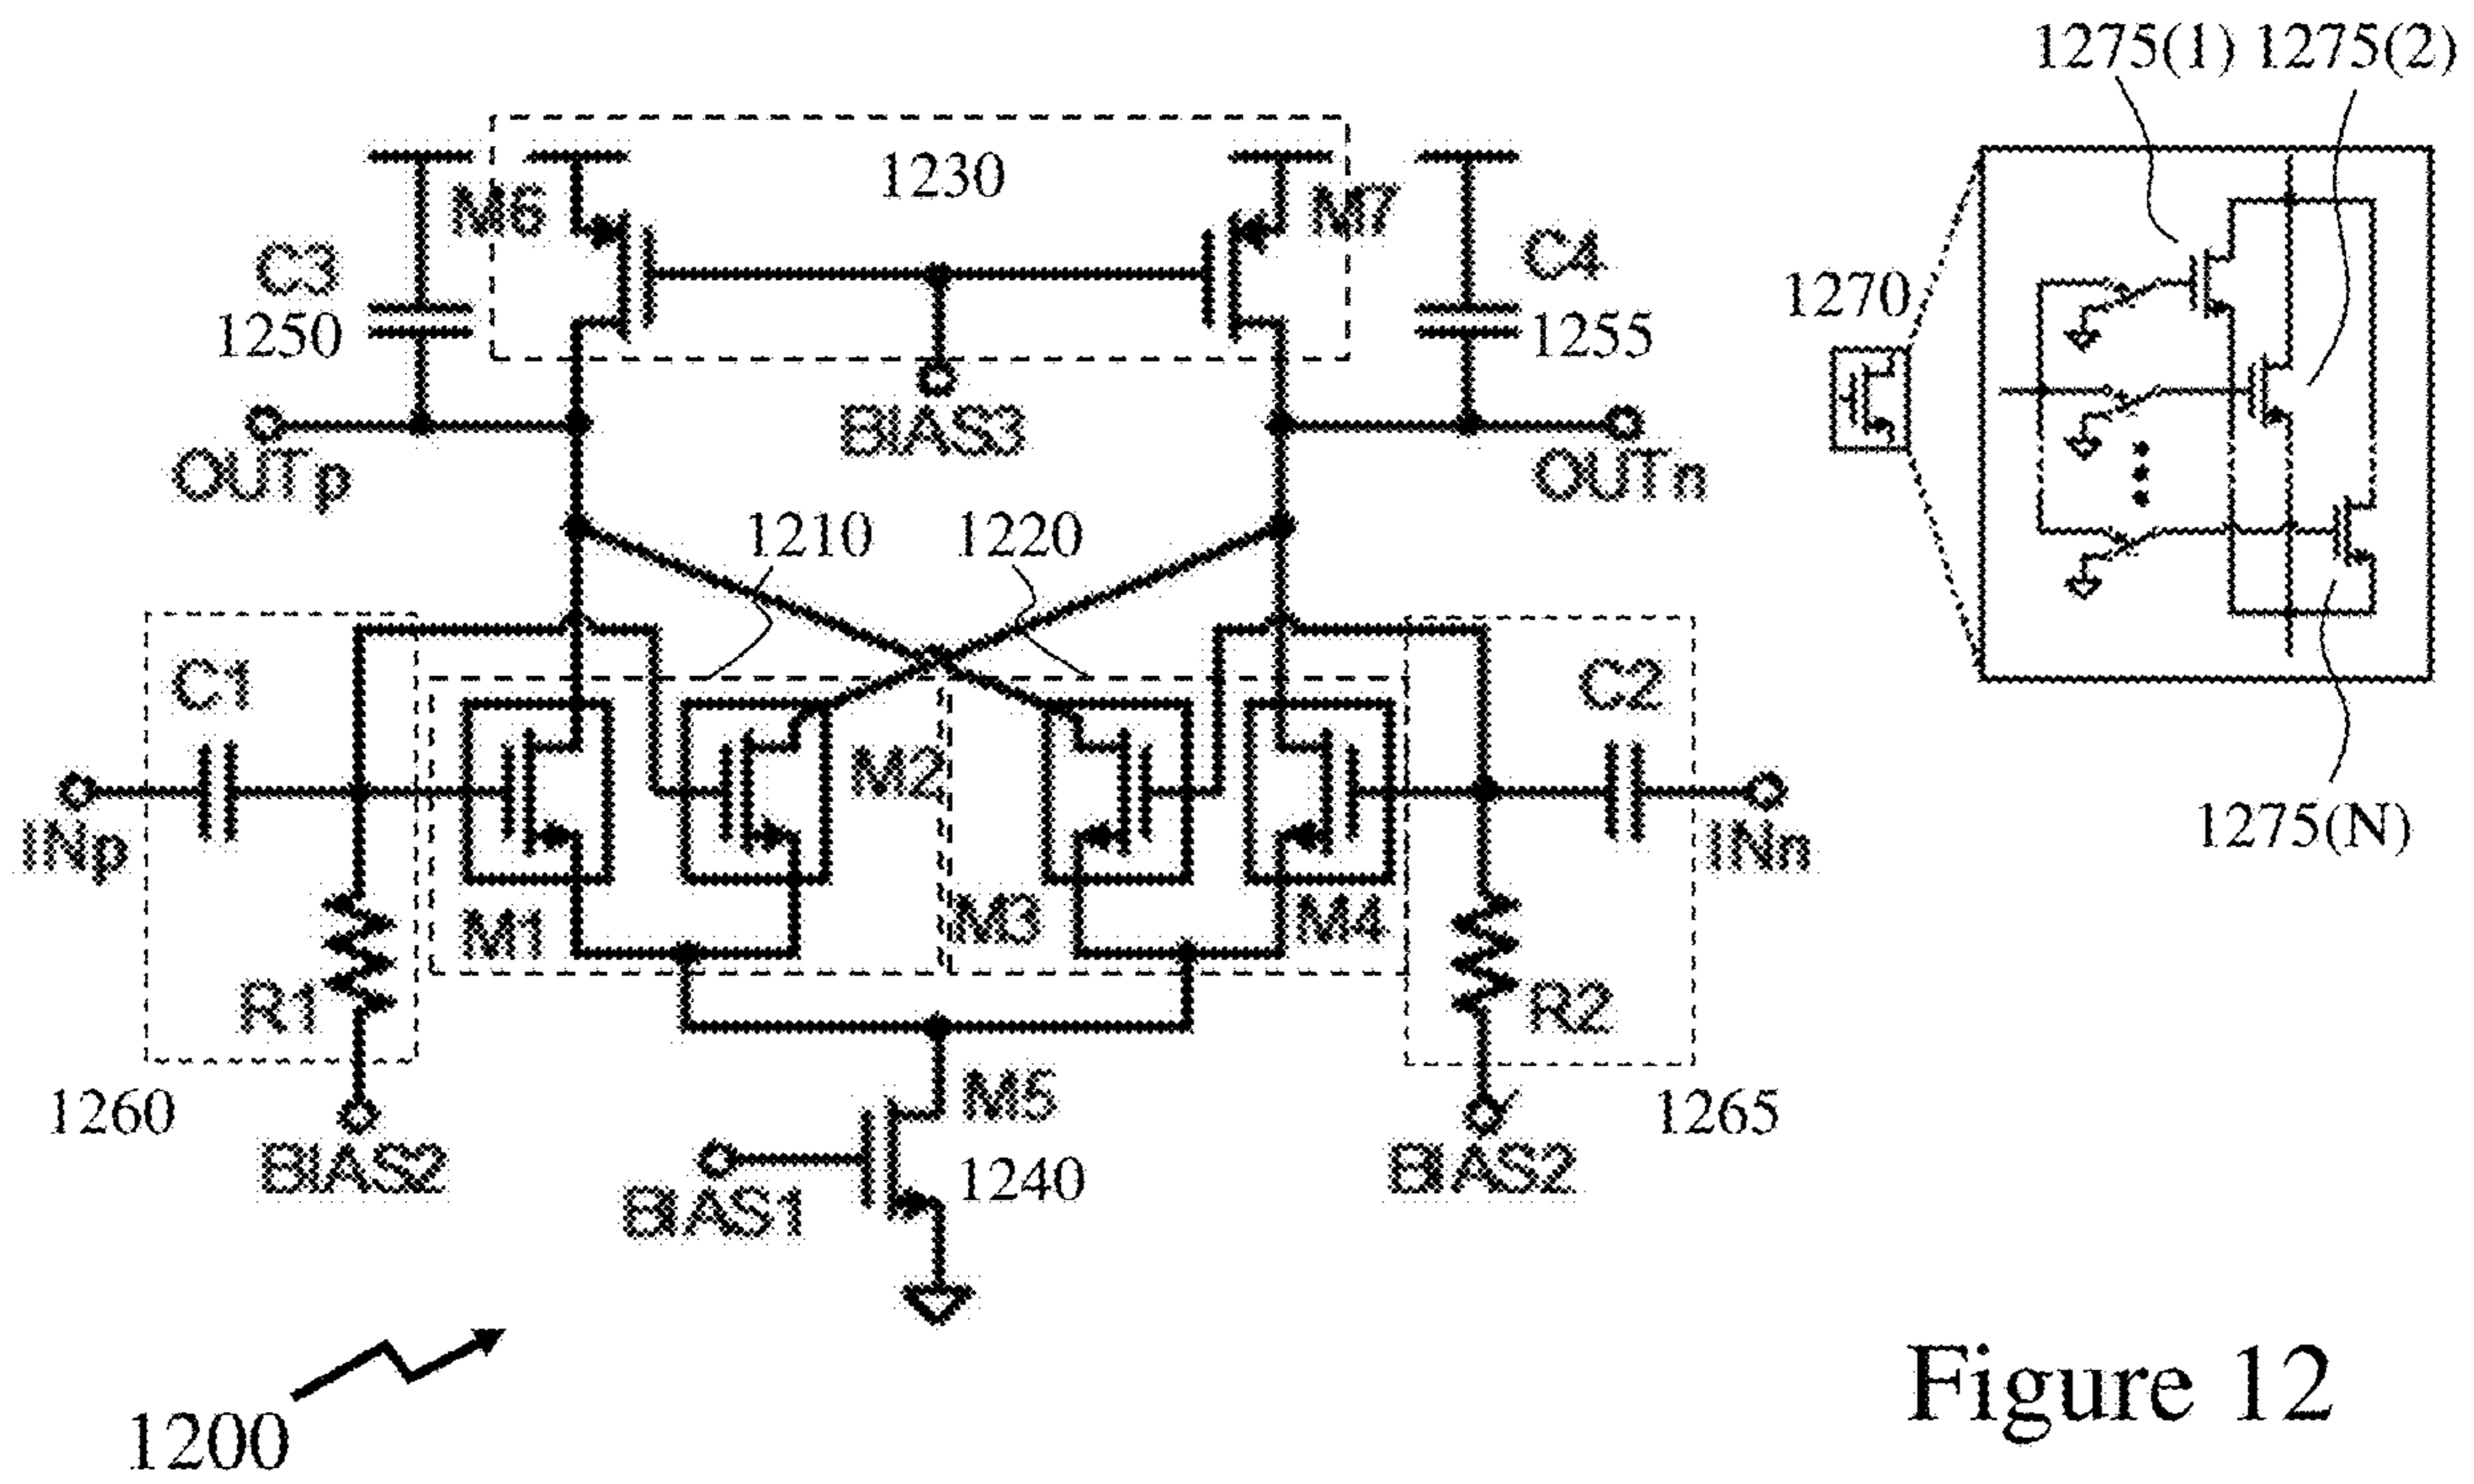 1275(1) 1275(2)
1230
M6
M7
C3
C4
1250
1255
1270
BIAS3
OUTp
OUTn
1210
1220
C1
C2
M2
INp
INn
1275(N)
M1
M3
M4
R1
R2
M5
1260
1265
BIAS2
BIAS2
1240
BIAS1
1200
Figure 12